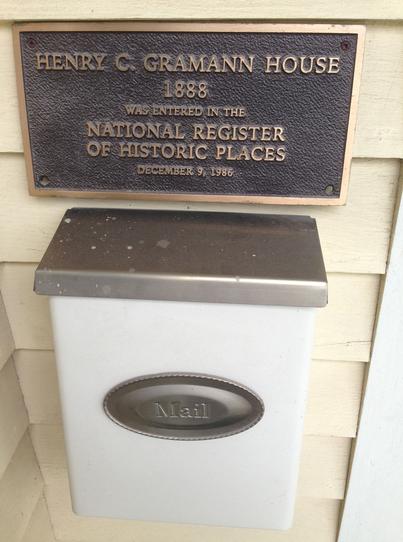 HENRY C. GRAMANN HOUSE
1888
WAS ENTERED IN THE
NATIONAL REGISTER
OF HISTORIC PLACES
DECEMBER 9, 1986
Mail